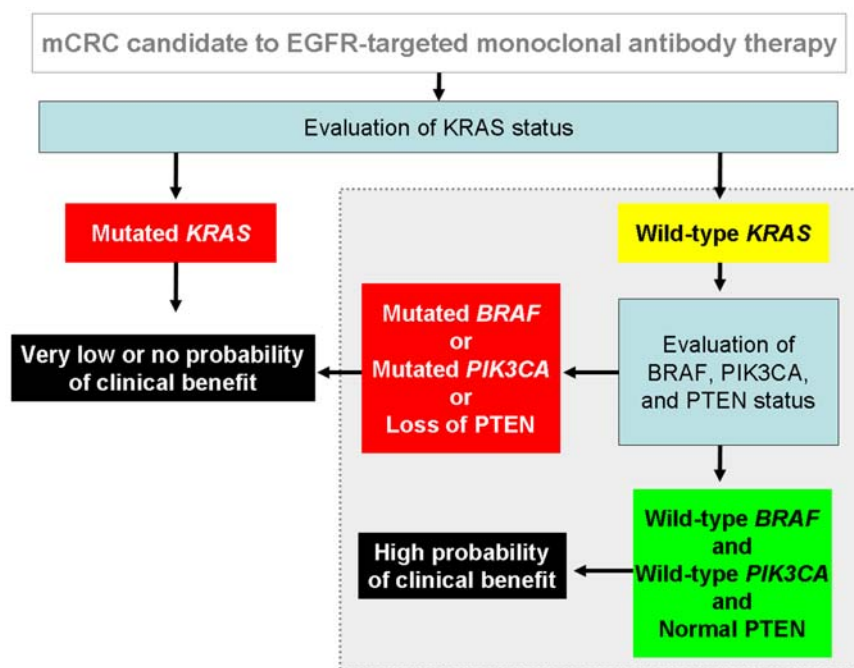 mCRC candidate to EGFR-targeted monoclonal antibody therapy
Evaluation of KRAS status
Mutated KRAS
Wild-type KRAS
Very low or no probability
of clinical benefit
Mutated BRAF
or
Mutated PIK3CA
or
Loss of PTEN
Evaluation of
BRAF, PIK3CA,
and PTEN status
High probability
of clinical benefit
Wild-type BRAF
and
Wild-type PIK3CA
and
Normal PTEN